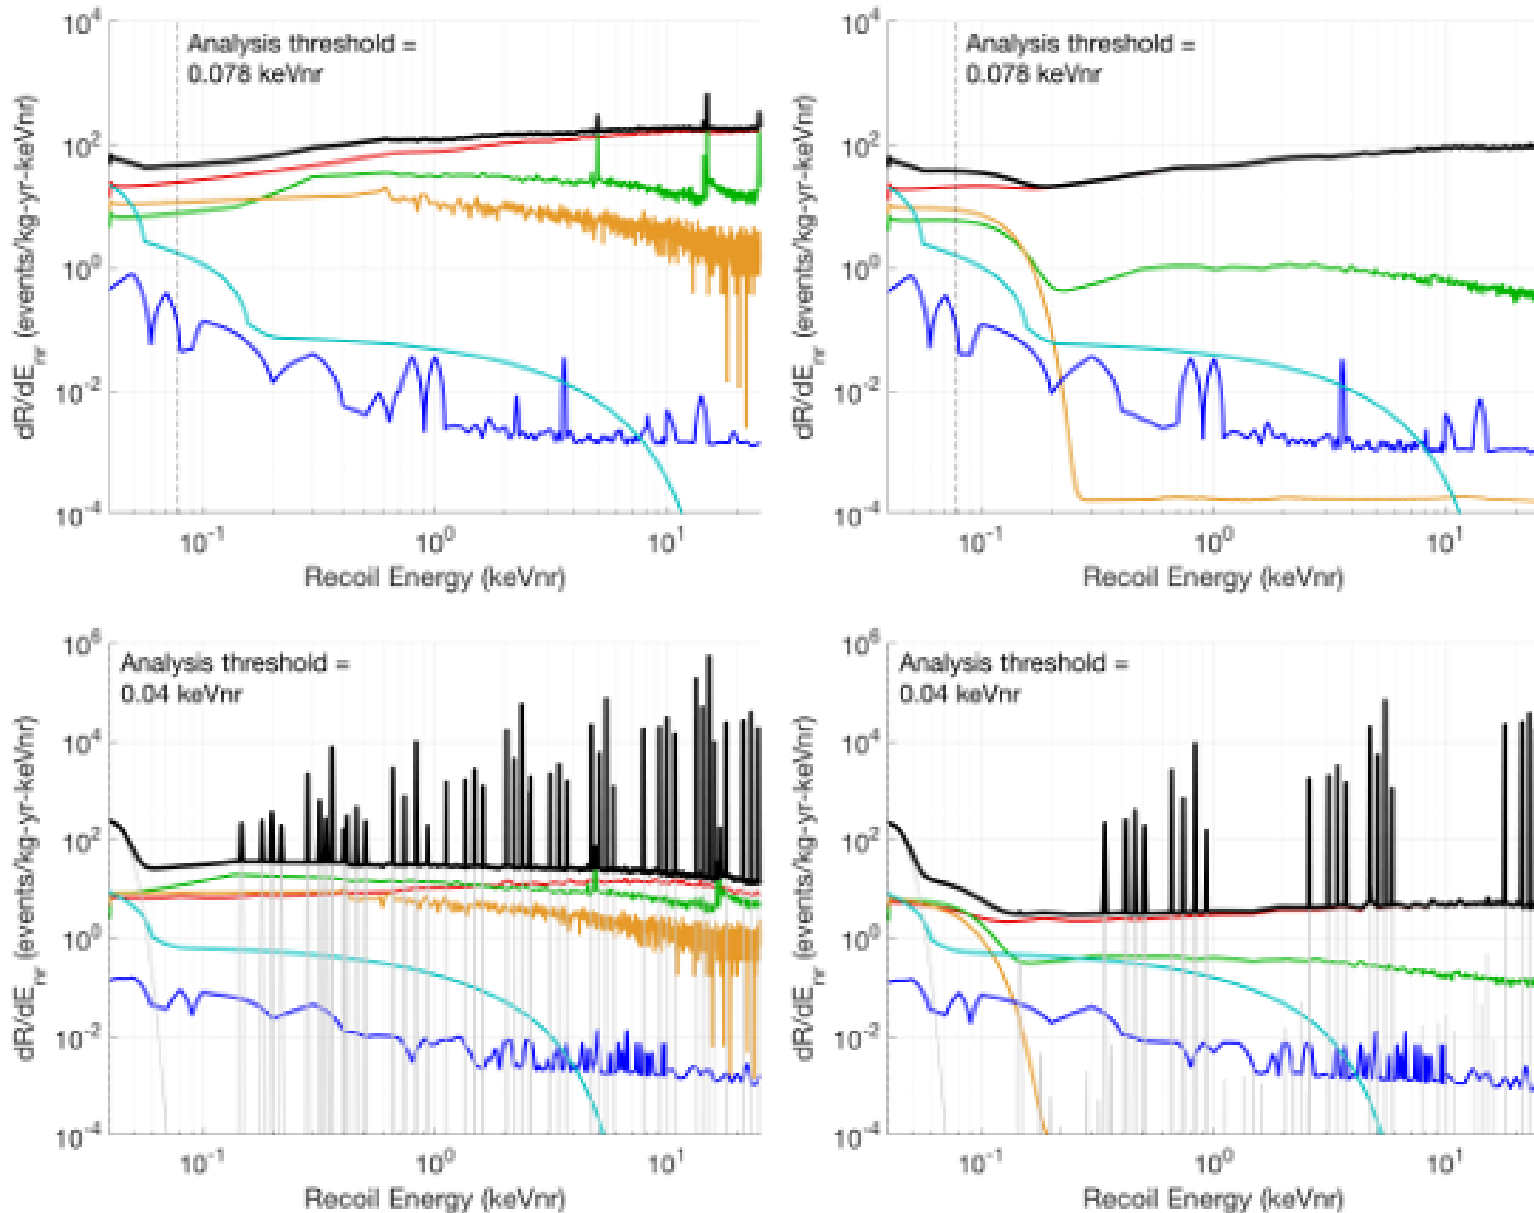 10^4
10^2
10^0
10^-2
10^-4
dR/dE_nr (events/kg-yr-keVnr)
Analysis threshold =
0.078 keVnr
10^-1
10^0
10^1
Recoil Energy (keVnr)
10^4
10^2
10^0
10^-2
10^-4
dR/dE_nr (events/kg-yr-keVnr)
Analysis threshold =
0.078 keVnr
10^-1
10^0
10^1
Recoil Energy (keVnr)
10^6
10^4
10^2
10^0
10^-2
10^-4
dR/dE_nr (events/kg-yr-keVnr)
Analysis threshold =
0.04 keVnr
10^-1
10^0
10^1
Recoil Energy (keVnr)
10^6
10^4
10^2
10^0
10^-2
10^-4
dR/dE_nr (events/kg-yr-keVnr)
Analysis threshold =
0.04 keVnr
10^-1
10^0
10^1
Recoil Energy (keVnr)